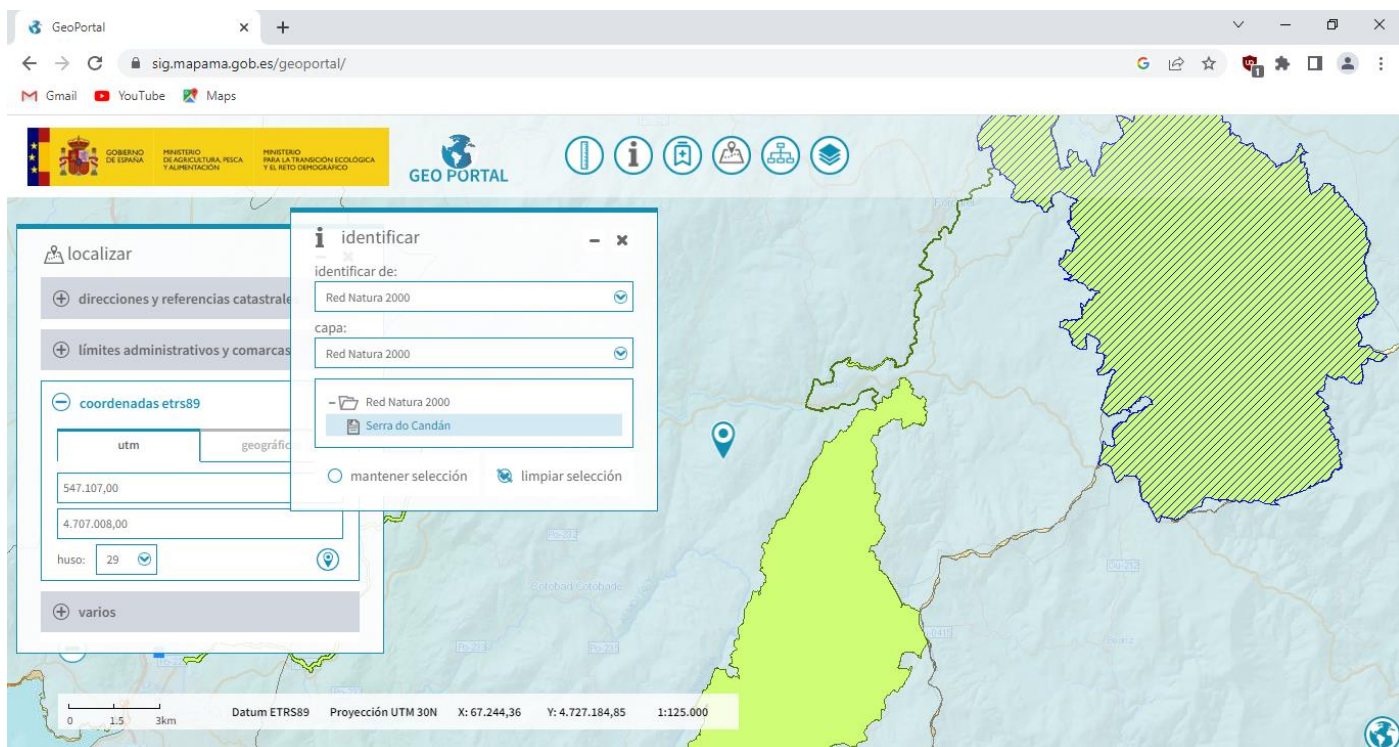 GeoPortal
sig.mapama.gob.es/geoportal/
G
1
Gmail YouTube Maps
GOBIERNO
DE ESPAÑA
MINISTERIO
DE AGRICULTURA, PESCA
Y ALIMENTACIÓN
MINISTERIO
PARA LA TRANSICIÓN ECOLÓGICA
Y EL RETO DEMOGRÁFICO
GEO PORTAL
localizar
direcciones y referencias catastrale
límites administrativos y comarcas
coordenadas etrs89
utm geográfic
547.107,00
4.707.008,00
huso: 29
varios
identificar
identificar de:
Red Natura 2000
capa:
Red Natura 2000
Red Natura 2000
Serra do Candán
mantener selección limpiar selección
Cotobad/Cotobade
0 1.5 3km
Datum ETRS89 Proyección UTM 30N X: 67.244,36 Y: 4.727.184,85 1:125.000